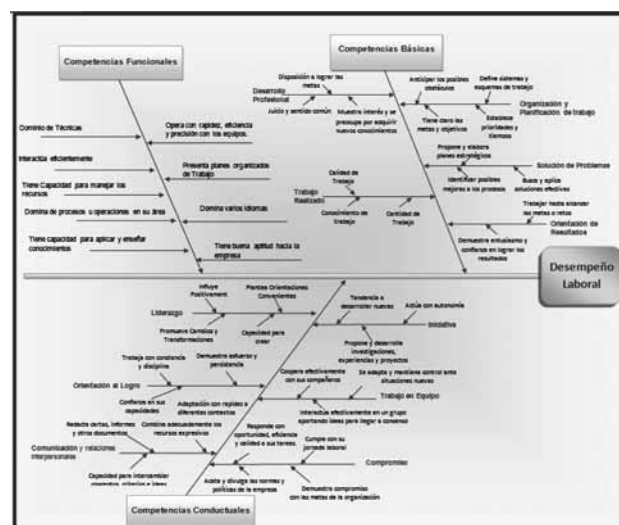 Competencias Funcionales
Competencias Básicas
Dominio de Técnicas
Opera con rapidez, eficiencia
y precisión con los equipos.
Interactúa eficientemente
Presenta planes organizados
de Trabajo
Tiene Capacidad para manejar los
recursos
Domina varios idiomas
Domina de procesos u operaciones en su área
Tiene capacidad para aplicar y enseñar
conocimientos
Tiene buena aptitud hacia la
empresa
Disposición a lograr las
metas
Desarrollo
Profesional
Juicio y sentido común
Muestra interés y se
preocupa por adquirir
nuevos conocimientos
Anticipar los posibles
obstáculos
Define sistemas y
esquemas de trabajo
Organización y
Planificación de trabajo
Tiene claro las
metas y objetivos
Establece
prioridades y
tiempos
Propone y elabora
planes estratégicos
Solución de Problemas
Identificar posibles
mejoras a los procesos
Busca y aplica
soluciones efectivas
Calidad de
Trabajo
Trabajo
Realizado
Conocimiento de
trabajo
Cantidad de
Trabajo
Trabajar hasta alcanzar
las metas o retos
Orientación de
Resultados
Demuestra entusiasmo y
confianza en lograr los
resultados
Desempeño
Laboral
Influye
Positivament
Plantea Orientaciones
Convenientes
Liderazgo
Promueve Cambios y
Transformaciones
Capacidad para
crear
Tendencia a
desarrollar nuevas
Actúa con autonomía
Iniciativa
Propone y desarrolla
investigaciones,
experiencias y proyectos
Trabaja con constancia
y disciplina
Demuestra esfuerzo y
persistencia
Orientación al Logro
Confianza en sus
capacidades
Adaptación con rapidez a
diferentes contextos
Coopera efectivamente
con sus compañeros
Se adapta y mantiene control ante
situaciones nuevas
Trabajo en Equipo
Interactúa efectivamente en un grupo
aportando ideas para llegar a consenso
Redacta cartas, informes y
otros documentos
Combina adecuadamente los
recursos expresivos
Comunicación y relaciones
interpersonales
Capacidad para intercambiar
Responde con
oportunidad, eficiencia
y calidad a sus tareas.
Cumple con su
jornada laboral
Compromiso
Acata y divulga las normas y
políticas de la empresa
Demuestra compromiso
con las metas de la organización
Competencias Conductuales